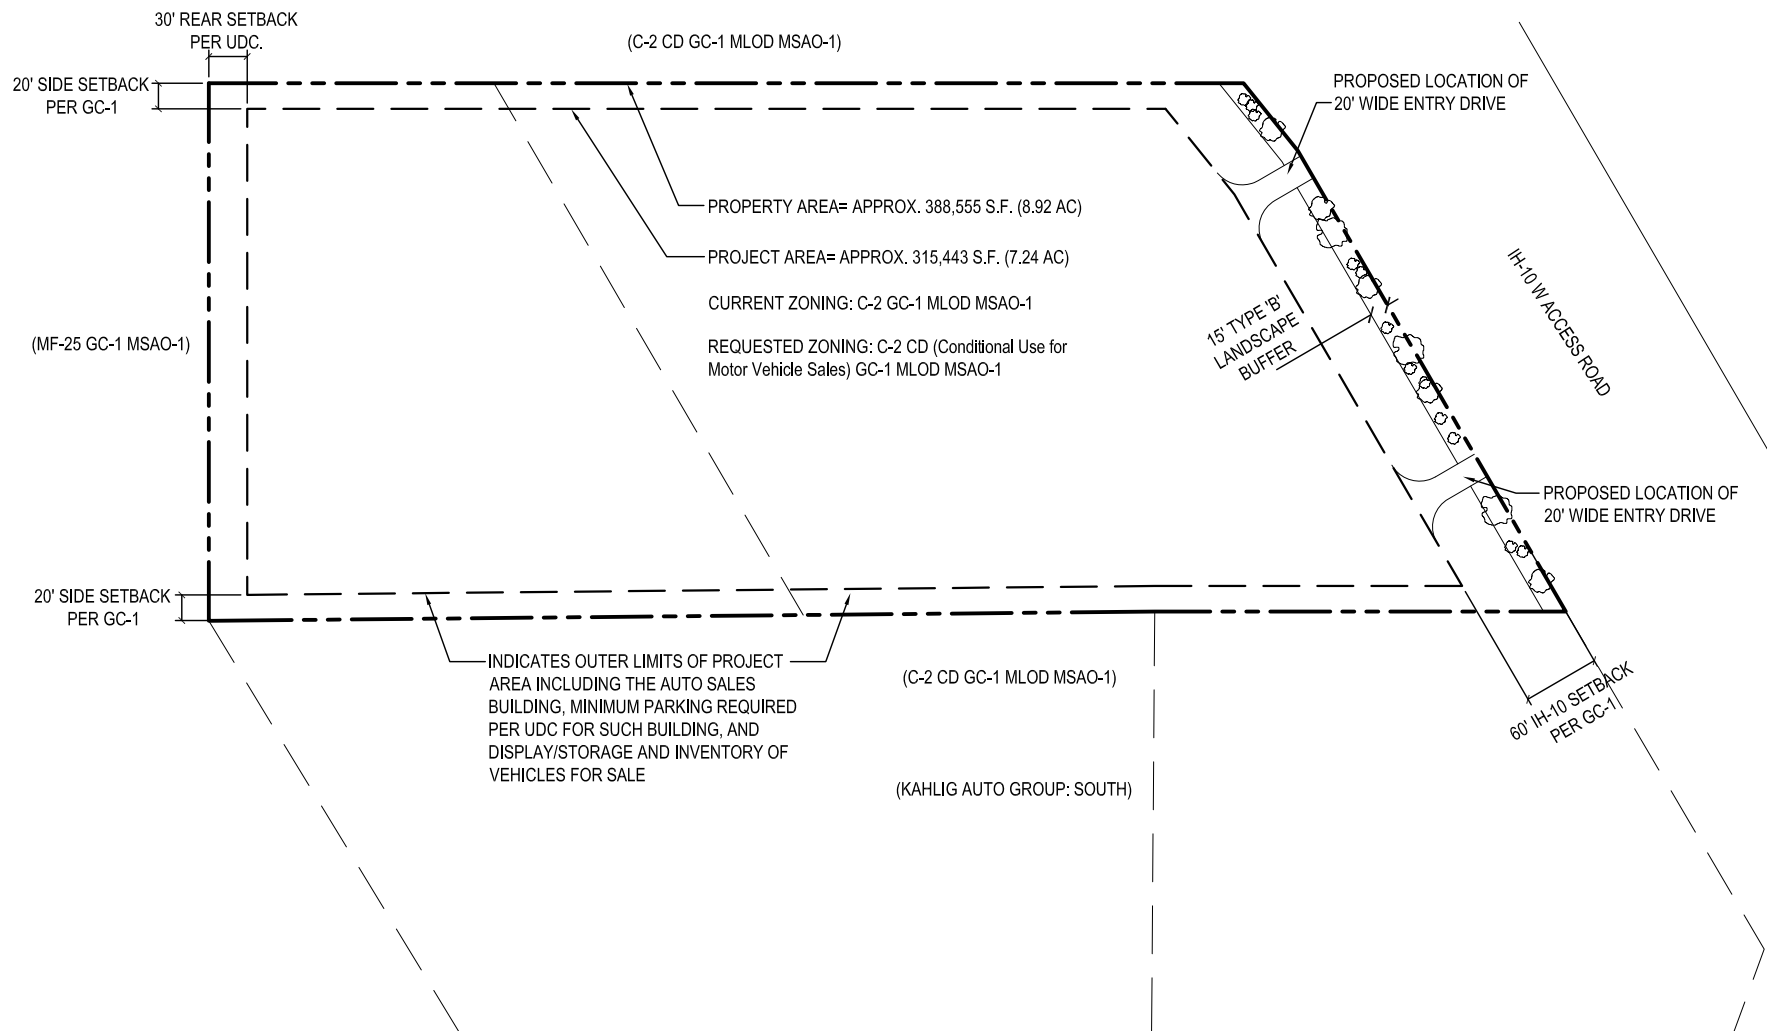 30' REAR SETBACK
PER UDC.
(C-2 CD GC-1 MLOD MSAO-1)
20' SIDE SETBACK
PER GC-1
PROPOSED LOCATION OF
20' WIDE ENTRY DRIVE
PROPERTY AREA= APPROX. 388,555 S.F. (8.92 AC)
PROJECT AREA= APPROX. 315,443 S.F. (7.24 AC)
CURRENT ZONING: C-2 GC-1 MLOD MSAO-1
REQUESTED ZONING: C-2 CD (Conditional Use for
Motor Vehicle Sales) GC-1 MLOD MSAO-1
(MF-25 GC-1 MSAO-1)
15' TYPE 'B'
LANDSCAPE
BUFFER
IH-10 W ACCESS ROAD
PROPOSED LOCATION OF
20' WIDE ENTRY DRIVE
20' SIDE SETBACK
PER GC-1
INDICATES OUTER LIMITS OF PROJECT
AREA INCLUDING THE AUTO SALES
BUILDING, MINIMUM PARKING REQUIRED
PER UDC FOR SUCH BUILDING, AND
DISPLAY/STORAGE AND INVENTORY OF
VEHICLES FOR SALE
(C-2 CD GC-1 MLOD MSAO-1)
60' IH-10 SETBACK
PER GC-1
(KAHLIG AUTO GROUP: SOUTH)